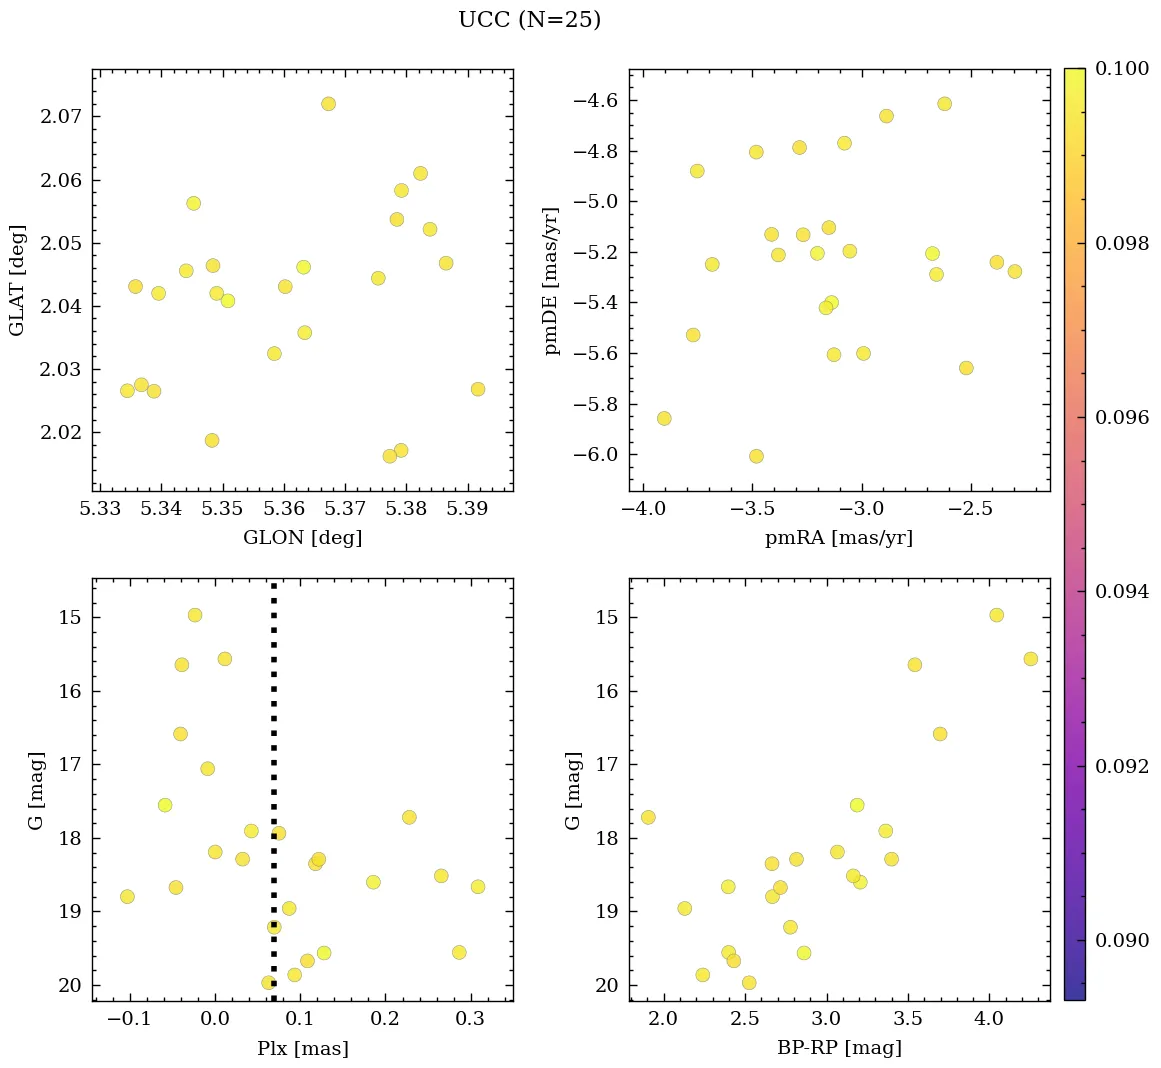 UCC (N=25)
2.07
2.06
2.05
2.04
2.03
2.02
GLAT [deg]
5.33 5.34 5.35 5.36 5.37 5.38 5.39
GLON [deg]
−4.6
−4.8
−5.0
−5.2
−5.4
−5.6
−5.8
−6.0
pmDE [mas/yr]
−4.0 −3.5 −3.0 −2.5
pmRA [mas/yr]
15
16
17
18
19
20
G [mag]
−0.1 0.0 0.1 0.2 0.3
Plx [mas]
15
16
17
18
19
20
G [mag]
2.0 2.5 3.0 3.5 4.0
BP-RP [mag]
0.100
0.098
0.096
0.094
0.092
0.090